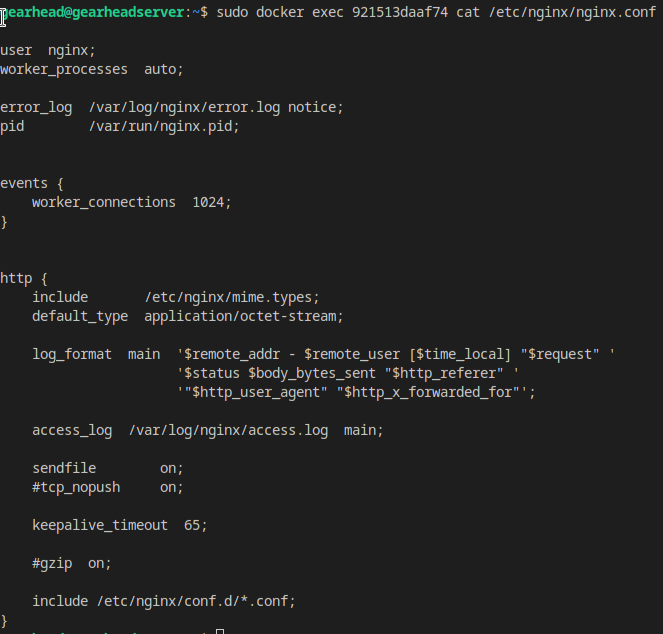 gearhead@gearheadserver:~$ sudo docker exec 921513daaf74 cat /etc/nginx/nginx.conf
user  nginx;
worker_processes  auto;
error_log  /var/log/nginx/error.log notice;
pid        /var/run/nginx.pid;
events {
    worker_connections  1024;
}
http {
    include       /etc/nginx/mime.types;
    default_type  application/octet-stream;
    log_format  main  '$remote_addr - $remote_user [$time_local] "$request" '
                      '$status $body_bytes_sent "$http_referer" '
                      '"$http_user_agent" "$http_x_forwarded_for"';
    access_log  /var/log/nginx/access.log  main;
    sendfile        on;
    #tcp_nopush     on;
    keepalive_timeout  65;
    #gzip  on;
    include /etc/nginx/conf.d/*.conf;
}